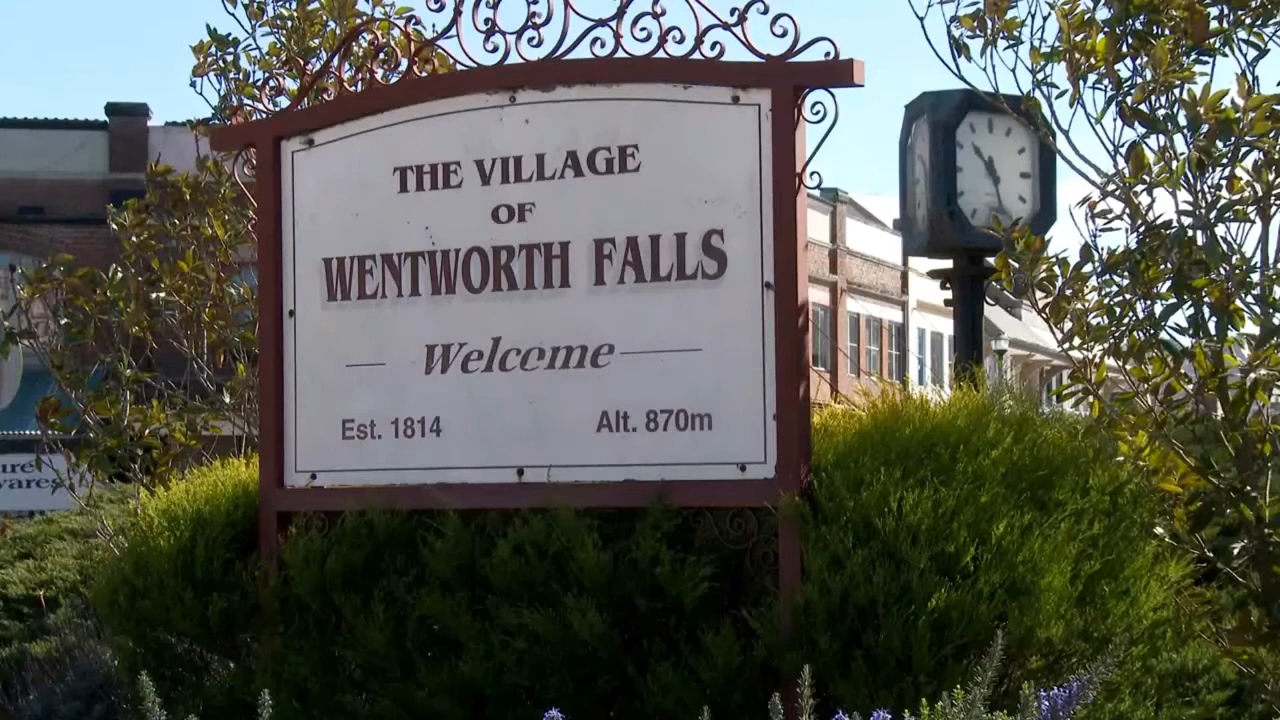 THE VILLAGE
OF
WENTWORTH FALLS
Welcome
Est. 1814 Alt. 870m